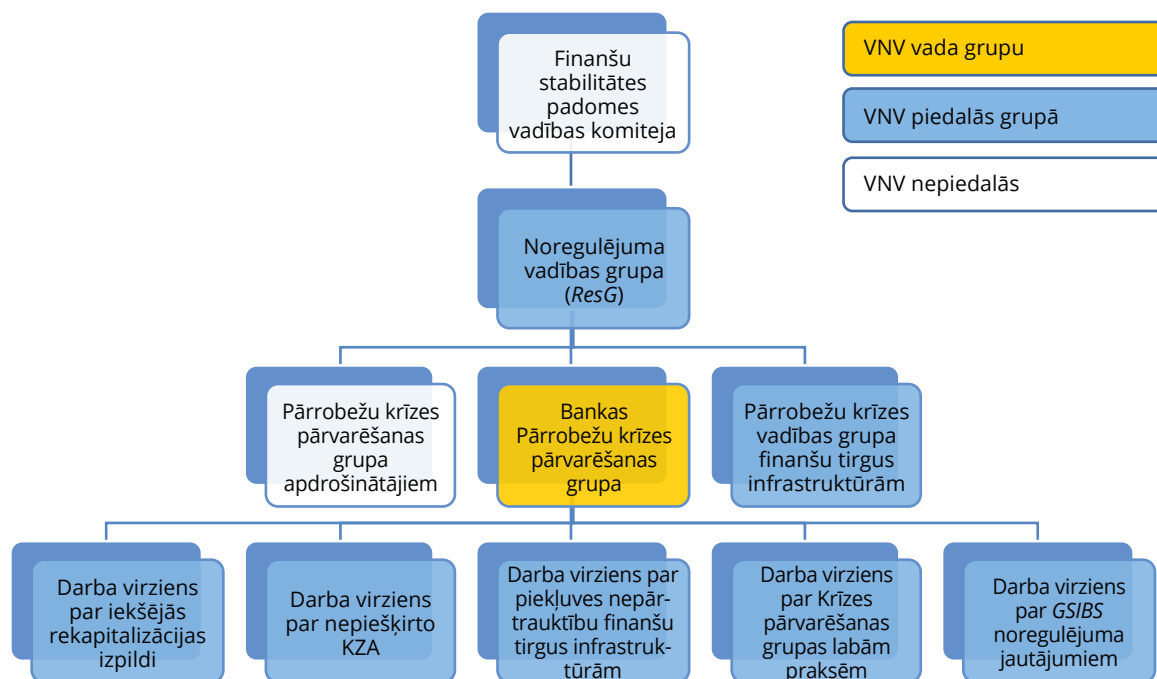 Finanšu
stabilitātes
padomes
vadības komiteja
VNV vada grupu
VNV piedalās grupā
VNV nepiedalās
Noregulējuma
vadības grupa
(ResG)
Pārrobežu krīzes
pārvarēšanas
grupa
apdrošinātājiem
Bankas
Pārrobežu krīzes
pārvarēšanas
grupa
Pārrobežu krīzes
vadības grupa
finanšu tirgus
infrastruktūrām
Darba virziens
par iekšējās
rekapitalizācijas
izpildi
Darba virziens
par nepiešķirto
KZA
Darba virziens par
piekļuves nepār-
trauktību finanšu
tirgus infrastruk-
tūrām
Darba virziens
par Krīzes
pārvarēšanas
grupas labām
praksēm
Darba virziens
par GSIBS
noregulējuma
jautājumiem